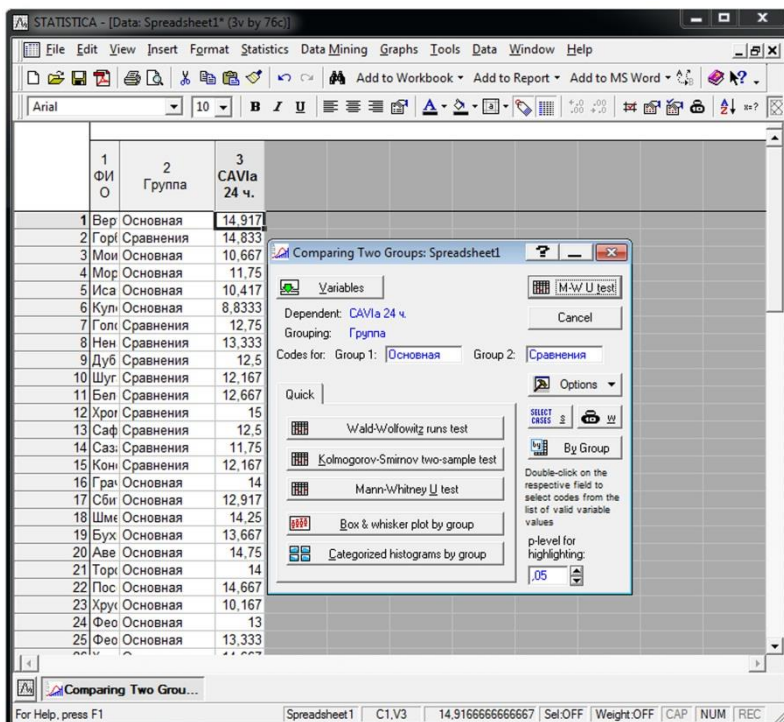 STATISTICA - [Data: Spreadsheet1* (3v by 76c)]
File Edit View Insert Format Statistics Data Mining Graphs Tools Data Window Help
Add to Workbook Add to Report Add to MS Word
Arial 10 B I U
1 ФИО 2 Группа 3 CAVIa 24 ч.
1 Вер Основная 14,917
2 Гор Сравнения 14,833
3 Мои Основная 10,667
4 Мор Основная 11,75
5 Иса Основная 10,417
6 Кул Основная 8,8333
7 Гол Сравнения 12,75
8 Нен Сравнения 13,333
9 Дуб Сравнения 12,5
10 Шуг Сравнения 12,167
11 Бел Сравнения 12,667
12 Хро Сравнения 15
13 Саф Сравнения 12,5
14 Саз Сравнения 11,75
15 Кон Сравнения 12,167
16 Гра Основная 14
17 Сби Основная 12,917
18 Шме Основная 14,25
19 Бух Основная 13,667
20 Аве Основная 14,75
21 Тор Основная 14
22 Пос Основная 14,667
23 Хру Основная 10,167
24 Фео Основная 13
25 Фео Основная 13,333
Comparing Two Groups: Spreadsheet1
Variables
M-W U test
Dependent: CAVIa 24 ч.
Cancel
Grouping: Группа
Codes for: Group 1: Основная Group 2: Сравнения
Options
Quick
SELECT CASES S W
Wald-Wolfowitz runs test
By Group
Kolmogorov-Smirnov two-sample test
Mann-Whitney U test
Double-click on the
respective field to
select codes from the
list of valid variable
values
Box & whisker plot by group
Categorized histograms by group
p-level for
highlighting:
,05
Comparing Two Grou...
For Help, press F1 Spreadsheet1 C1,V3 14,9166666666667 Sel:OFF Weight:OFF CAP NUM REC